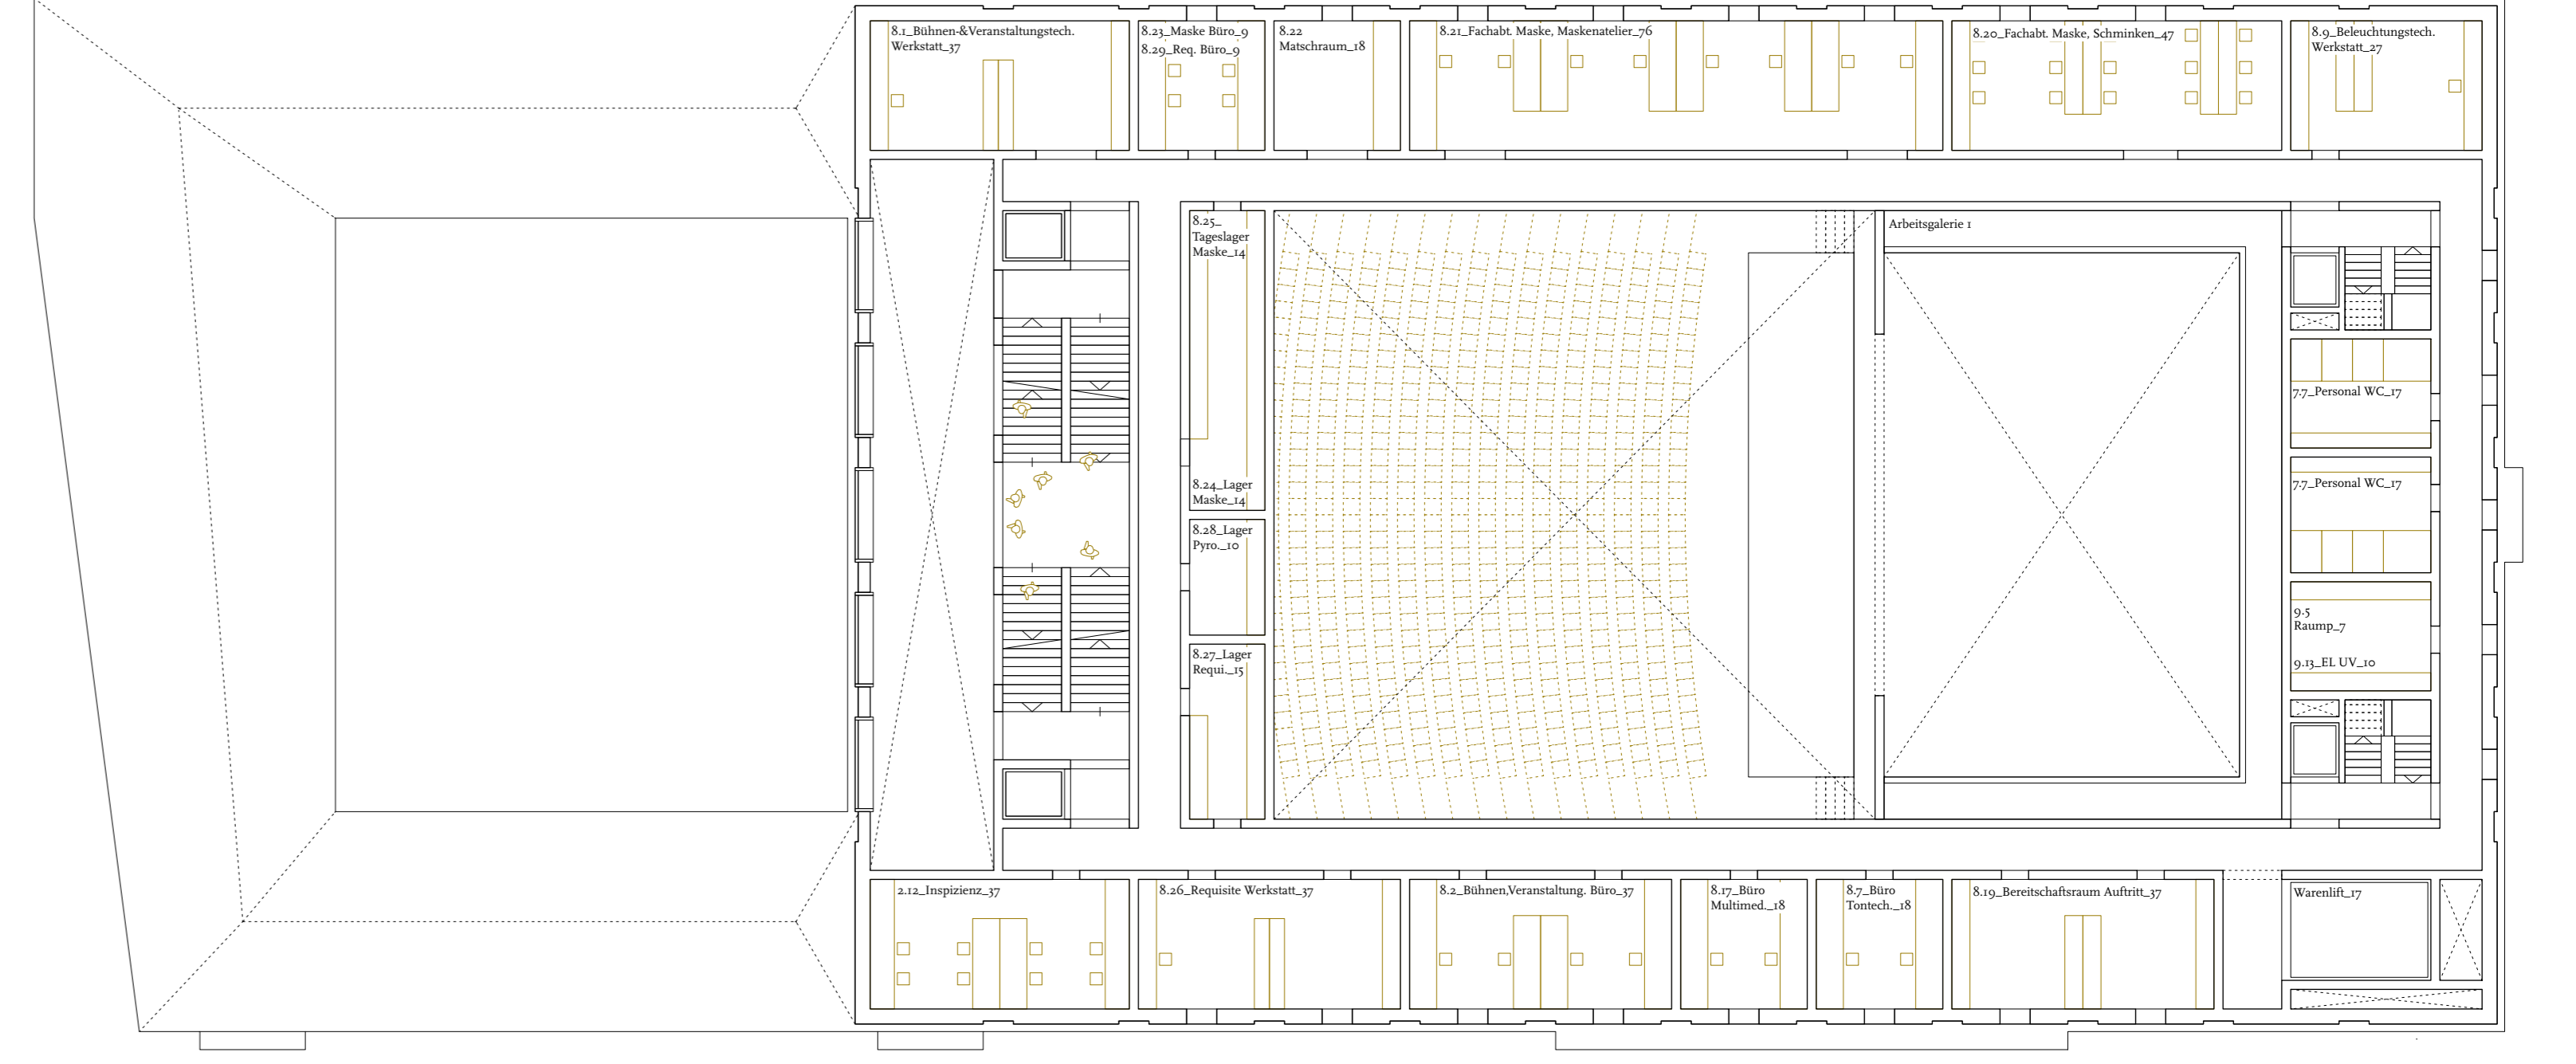 8.1_Bühnen-&Veranstaltungstech.
Werkstatt_37
8.23_Maske Büro_9
8.29_Req. Büro_9
8.22
Matschraum_18
8.21_Fachabt. Maske, Maskenatelier_76
8.20_Fachabt. Maske, Schminken_47
8.9_Beleuchtungstech.
Werkstatt_27
8.25_
Tageslager
Maske_14
Arbeitsgalerie 1
7.7_Personal WC_17
8.24_Lager
Maske_14
7.7_Personal WC_17
8.28_Lager
Pyro._10
9.5
Raump_7
8.27_Lager
Requi._15
9.13_EL UV_10
2.12_Inspizienz_37
8.26_Requisite Werkstatt_37
8.2_Bühnen,Veranstaltung. Büro_37
8.17_Büro
Multimed._18
8.7_Büro
Tontech._18
8.19_Bereitschaftsraum Auftritt_37
Warenlift_17